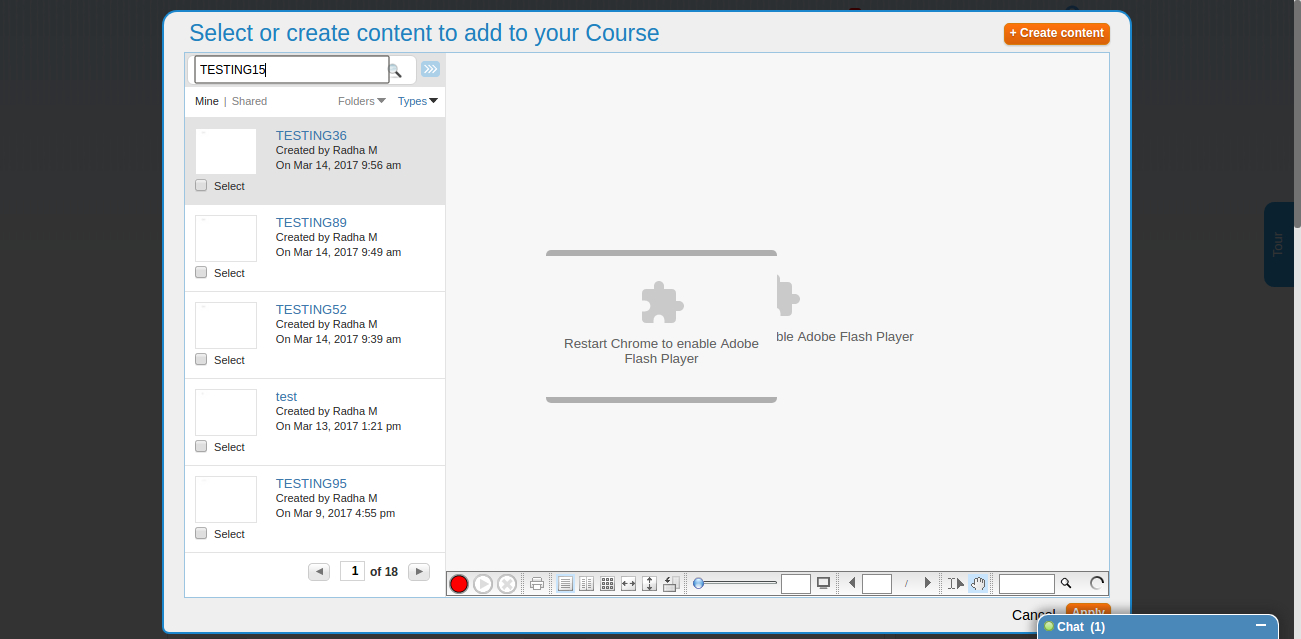 Select or create content to add to your Course
+ Create content
TESTING15
Mine | Shared
Folders
Types
TESTING36
Created by Radha M
On Mar 14, 2017 9:56 am
Select
TESTING89
Created by Radha M
On Mar 14, 2017 9:49 am
Select
TESTING52
Created by Radha M
On Mar 14, 2017 9:39 am
Select
test
Created by Radha M
On Mar 13, 2017 1:21 pm
Select
TESTING95
Created by Radha M
On Mar 9, 2017 4:55 pm
Select
1 of 18
Restart Chrome to enable Adobe
Flash Player
ble Adobe Flash Player
/
Tour
Cancel
Apply
Chat (1)